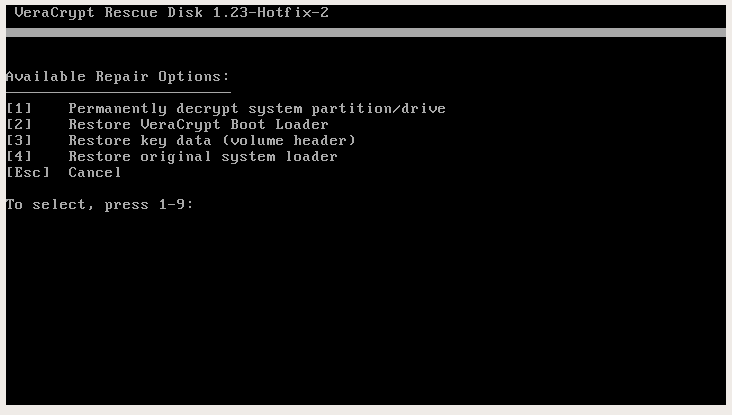 VeraCrypt Rescue Disk 1.23-Hotfix-2
Available Repair Options:
[1] Permanently decrypt system partition/drive
[2] Restore VeraCrypt Boot Loader
[3] Restore key data (volume header)
[4] Restore original system loader
[Esc] Cancel
To select, press 1-9: